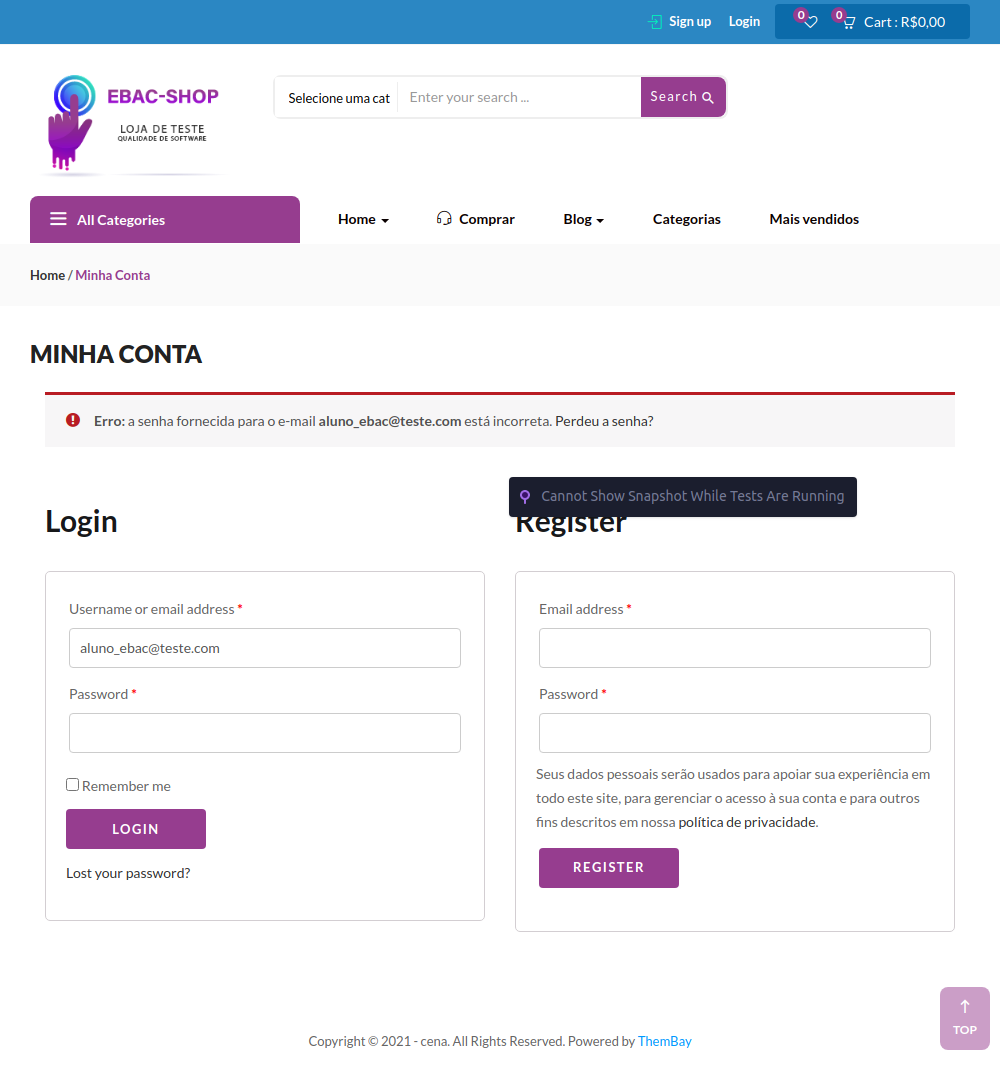 Sign up Login 0 0 Cart : R$0,00
EBAC-SHOP
LOJA DE TESTE
QUALIDADE DE SOFTWARE
Selecione uma cat Enter your search ... Search
All Categories Home Comprar Blog Categorias Mais vendidos
Home / Minha Conta
MINHA CONTA
Erro: a senha fornecida para o e-mail aluno_ebac@teste.com está incorreta. Perdeu a senha?
Cannot Show Snapshot While Tests Are Running
Login
Register
Username or email address *
aluno_ebac@teste.com
Password *
Remember me
LOGIN
Lost your password?
Email address *
Password *
Seus dados pessoais serão usados para apoiar sua experiência em
todo este site, para gerenciar o acesso à sua conta e para outros
fins descritos em nossa política de privacidade.
REGISTER
TOP
Copyright © 2021 - cena. All Rights Reserved. Powered by ThemBay